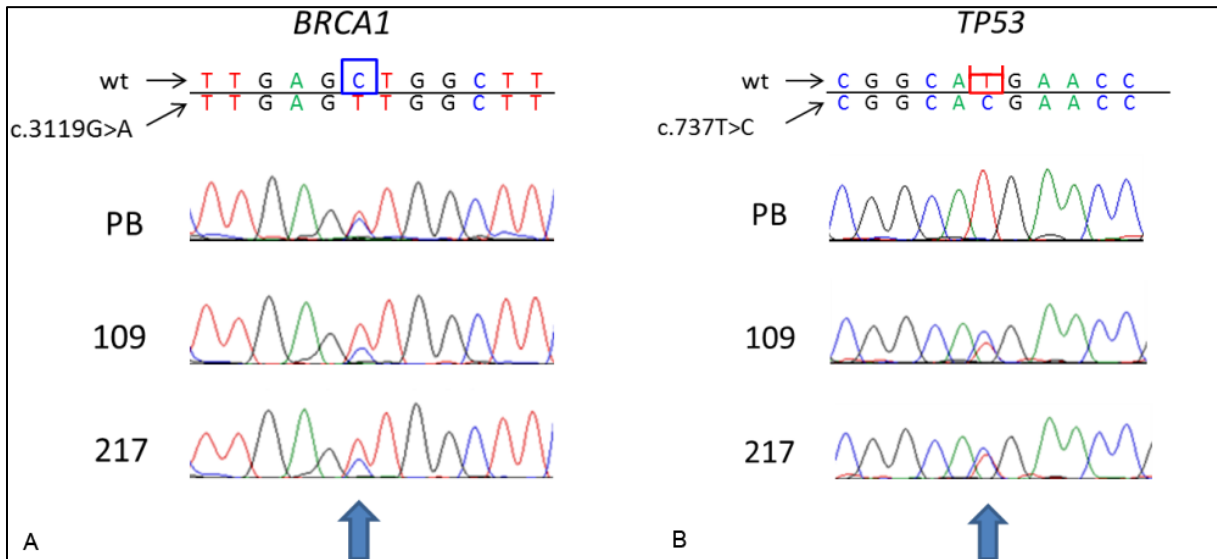 BRCA1
wt T T G A G C T G G C T T
T T G A G T T G G C T T
c.3119G>A
PB
109
217
A
TP53
wt C G G C A T G A A C C
C G G C A C G A A C C
c.737T>C
PB
109
217
B